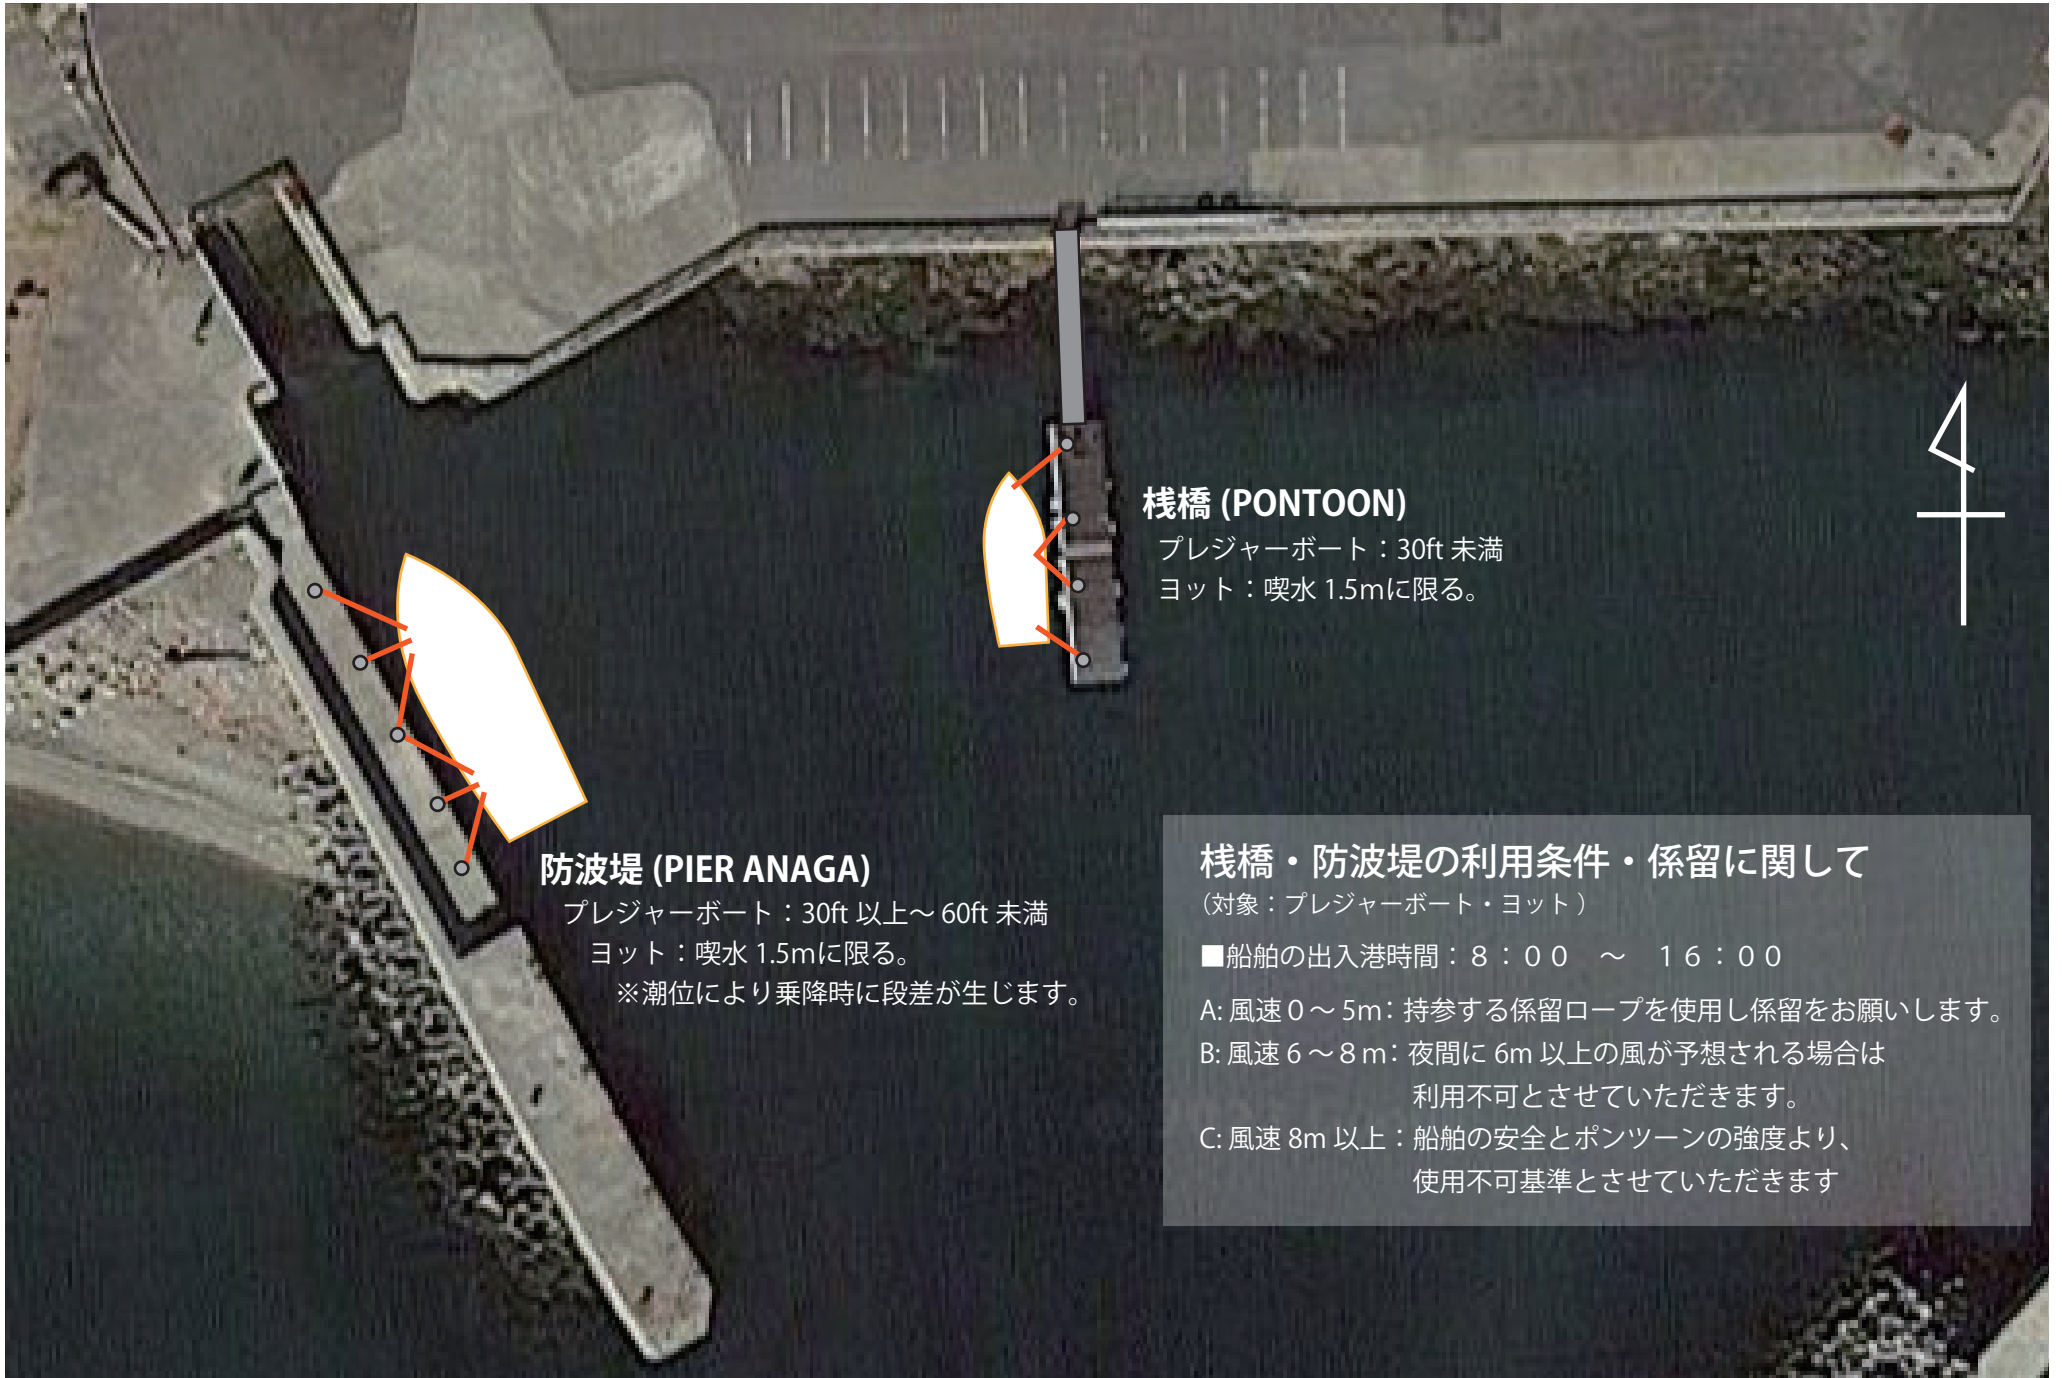 桟橋 (PONTOON)
プレジャーボート：30ft 未満
ヨット：喫水 1.5mに限る。
防波堤 (PIER ANAGA)
プレジャーボート：30ft 以上～ 60ft 未満
ヨット：喫水 1.5mに限る。
※潮位により乗降時に段差が生じます。
桟橋・防波堤の利用条件・係留に関して
（対象：プレジャーボート・ヨット ）
■船舶の出入港時間：８：００　～　１６：００
A: 風速０～ 5m：持参する係留ロープを使用し係留をお願いします。
B: 風速６～８ｍ：夜間に 6m 以上の風が予想される場合は
利用不可とさせていただきます。
C: 風速 8m 以上：船舶の安全とポンツーンの強度より、
使用不可基準とさせていただきます